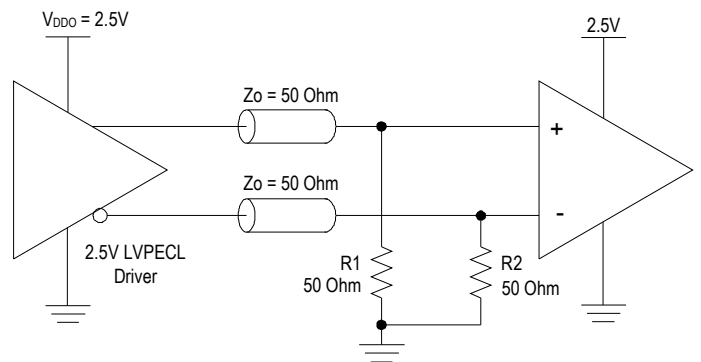 VDDO = 2.5V
2.5V
Zo = 50 Ohm
+
Zo = 50 Ohm
-
2.5V LVPECL
Driver
R1
50 Ohm
R2
50 Ohm